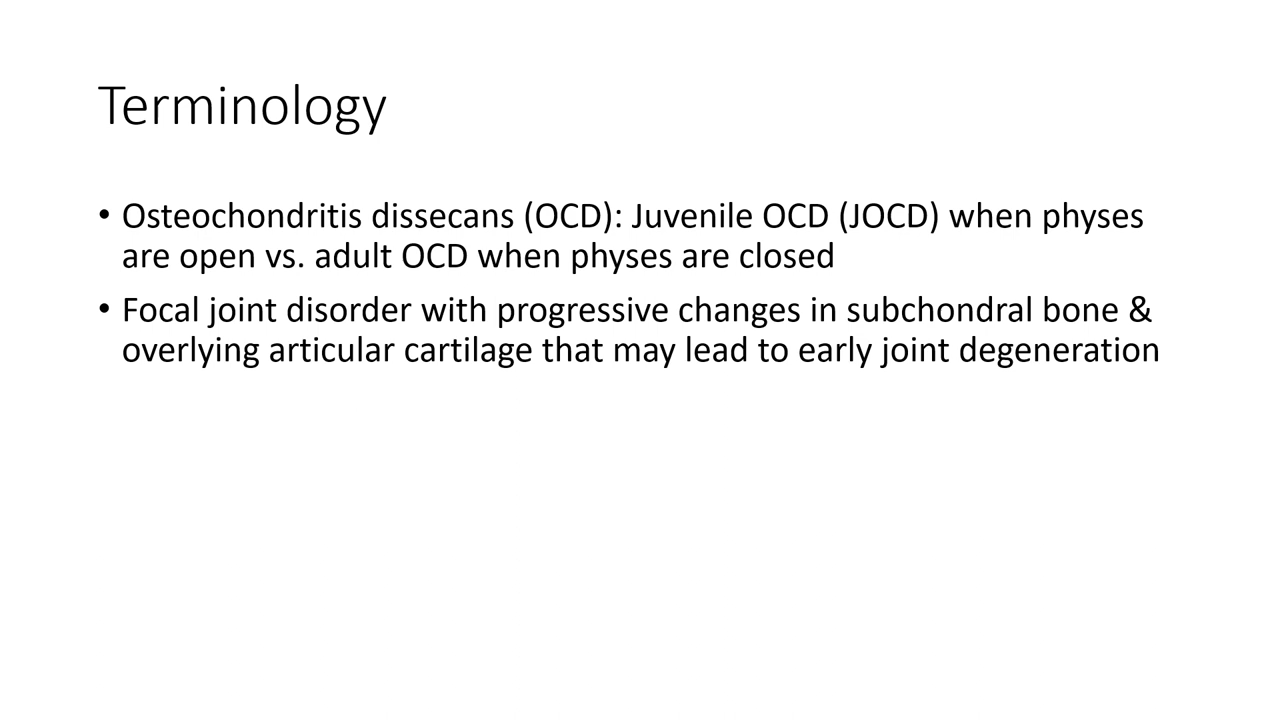 Terminology
• Osteochondritis dissecans (OCD): Juvenile OCD (JOCD) when physes
are open vs. adult OCD when physes are closed
• Focal joint disorder with progressive changes in subchondral bone &
overlying articular cartilage that may lead to early joint degeneration